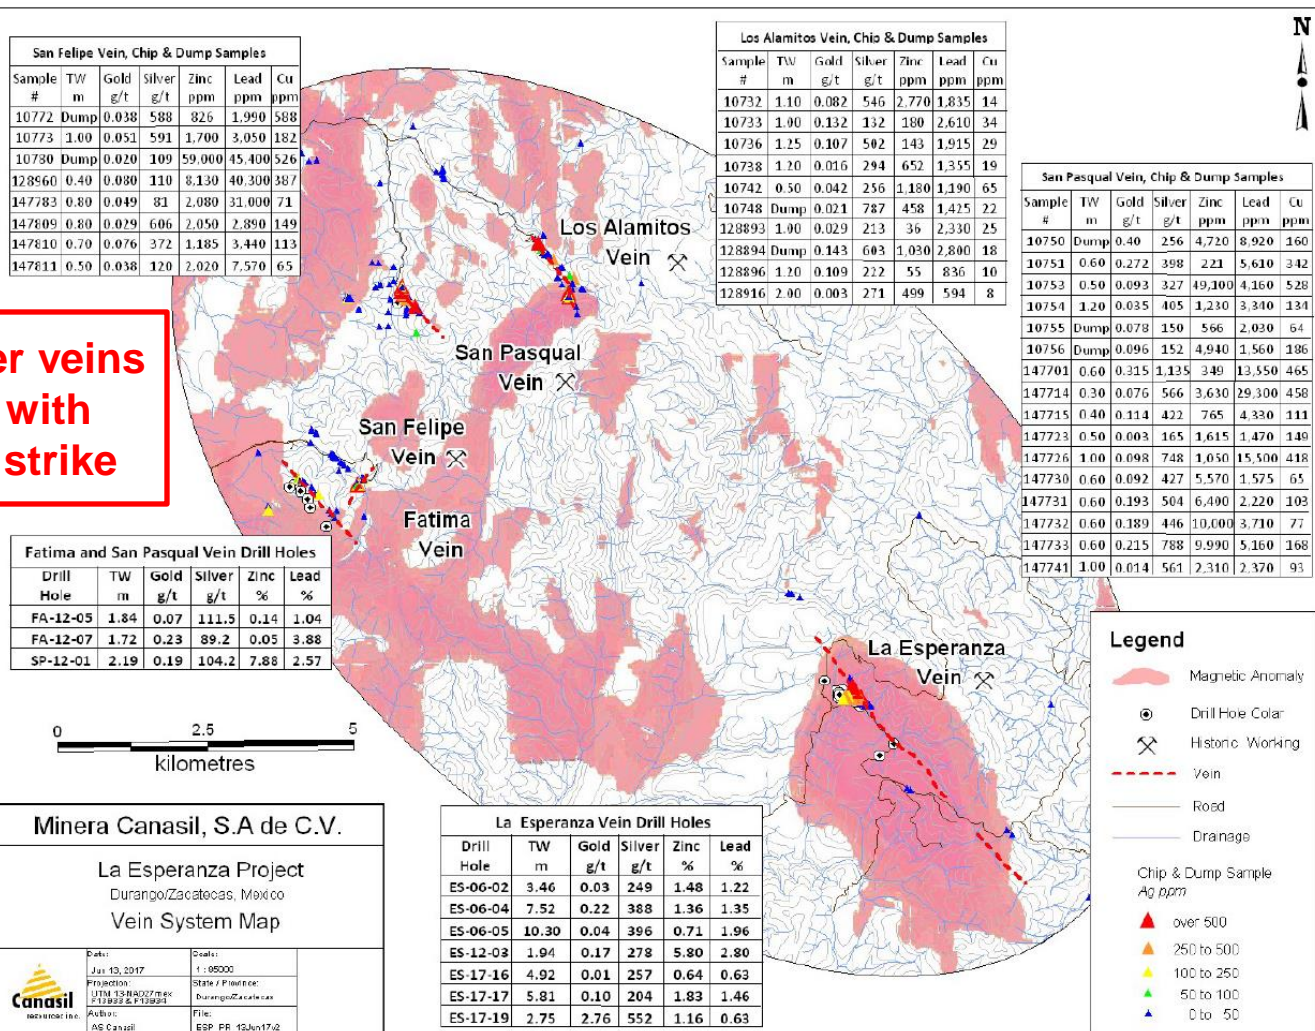 N
San Felipe Vein, Chip & Dump Samples
Sample # TW m Gold g/t Silver g/t Zinc ppm Lead ppm Cu ppm
10772 Dump 0.038 588 826 1,990 588
10773 1.00 0.051 591 1,700 3,050 182
10780 Dump 0.020 109 59,000 45,400 526
128960 0.40 0.080 110 8,130 40,300 387
147783 0.80 0.049 81 2,080 31,000 71
147809 0.80 0.029 606 2,050 2,890 149
147810 0.70 0.076 372 1,185 3,440 113
147811 0.50 0.038 120 2,020 7,570 65
Los Alamitos Vein, Chip & Dump Samples
Sample # TW m Gold g/t Silver g/t Zinc ppm Lead ppm Cu ppm
10732 1.10 0.082 546 2,770 1,835 14
10733 1.00 0.132 132 180 2,610 34
10736 1.25 0.107 502 143 1,915 29
10738 1.20 0.016 294 652 1,355 19
10742 0.50 0.042 256 1,180 1,190 65
10748 Dump 0.021 787 458 1,425 22
128893 1.00 0.029 213 36 2,330 25
128894 Dump 0.143 603 1,030 2,800 18
128896 1.20 0.109 222 55 836 10
128916 2.00 0.003 271 499 594 8
San Pasqual Vein, Chip & Dump Samples
Sample # TW m Gold g/t Silver g/t Zinc ppm Lead ppm Cu ppm
10750 Dump 0.40 256 4,720 8,920 160
10751 0.60 0.272 398 221 5,610 342
10753 0.50 0.093 327 49,100 4,160 528
10754 1.20 0.035 405 1,230 3,340 134
10755 Dump 0.078 150 566 2,030 64
10756 Dump 0.096 152 4,940 1,560 186
147701 0.60 0.315 1,135 349 13,550 465
147714 0.30 0.076 566 3,630 29,300 458
147715 0.40 0.114 422 765 4,330 111
147723 0.50 0.003 165 1,615 1,470 149
147726 1.00 0.098 748 1,050 15,500 418
147730 0.60 0.092 427 5,570 1,575 65
147731 0.60 0.193 504 6,400 2,220 103
147732 0.60 0.189 446 10,000 3,710 77
147733 0.60 0.215 788 9,990 5,160 168
147741 1.00 0.014 561 2,310 2,370 93
er veins
with
strike
Los Alamitos
Vein
San Pasqual
Vein
San Felipe
Vein
Fatima
Vein
La Esperanza
Vein
Fatima and San Pasqual Vein Drill Holes
Drill Hole TW m Gold g/t Silver g/t Zinc % Lead %
FA-12-05 1.84 0.07 111.5 0.14 1.04
FA-12-07 1.72 0.23 89.2 0.05 3.88
SP-12-01 2.19 0.19 104.2 7.88 2.57
0 2.5 5
kilometres
Minera Canasil, S.A de C.V.
La Esperanza Project
Durango/Zacatecas, Mexico
Vein System Map
Canasil
resources inc.
Date:
Jun 13, 2017
Scale:
1 : 85000
Projection:
State / Province:
Durango/Zacatecas
Author:
AS Canasil
File:
ESP_PR_13Jun17v2
La Esperanza Vein Drill Holes
Drill Hole TW m Gold g/t Silver g/t Zinc % Lead %
ES-06-02 3.46 0.03 249 1.48 1.22
ES-06-04 7.52 0.22 388 1.36 1.35
ES-06-05 10.30 0.04 396 0.71 1.96
ES-12-03 1.94 0.17 278 5.80 2.80
ES-17-16 4.92 0.01 257 0.64 0.63
ES-17-17 5.81 0.10 204 1.83 1.46
ES-17-19 2.75 2.76 552 1.16 0.63
Legend
Magnetic Anomaly
Drill Hole Colar
Historic Working
Vein
Road
Drainage
Chip & Dump Sample
Ag ppm
over 500
250 to 500
100 to 250
50 to 100
0 to 50